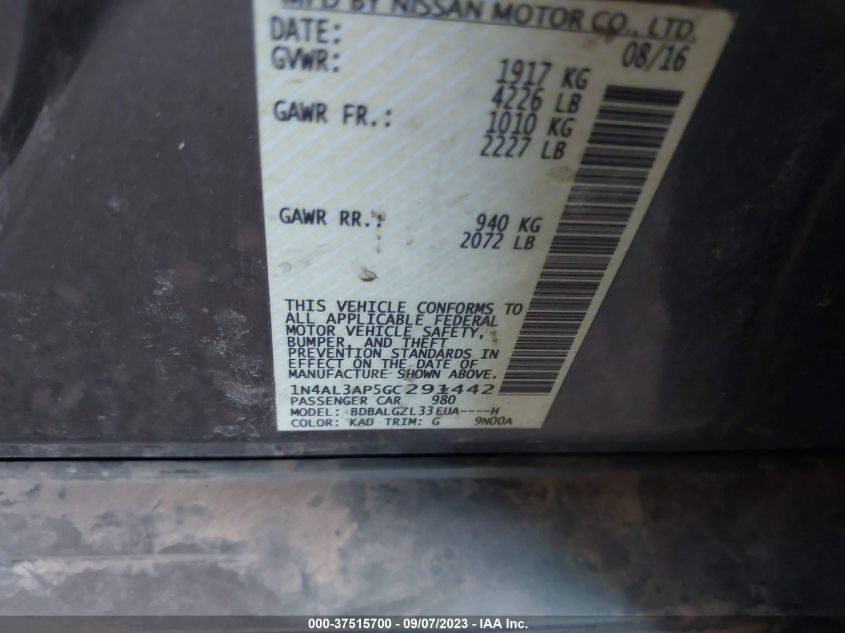 MFD BY NISSAN MOTOR CO., LTD.
DATE: 08/16
GVWR: 1917 KG
4226 LB
GAWR FR.: 1010 KG
2227 LB
GAWR RR.: 940 KG
2072 LB
THIS VEHICLE CONFORMS TO
ALL APPLICABLE FEDERAL
MOTOR VEHICLE SAFETY,
BUMPER, AND THEFT
PREVENTION STANDARDS IN
EFFECT ON THE DATE OF
MANUFACTURE SHOWN ABOVE.
1N4AL3AP5GC291442
PASSENGER CAR 980
MODEL: BDBALGZL33EUA----H
COLOR: KAD TRIM: G 9N00A
000-37515700 - 09/07/2023 - IAA Inc.